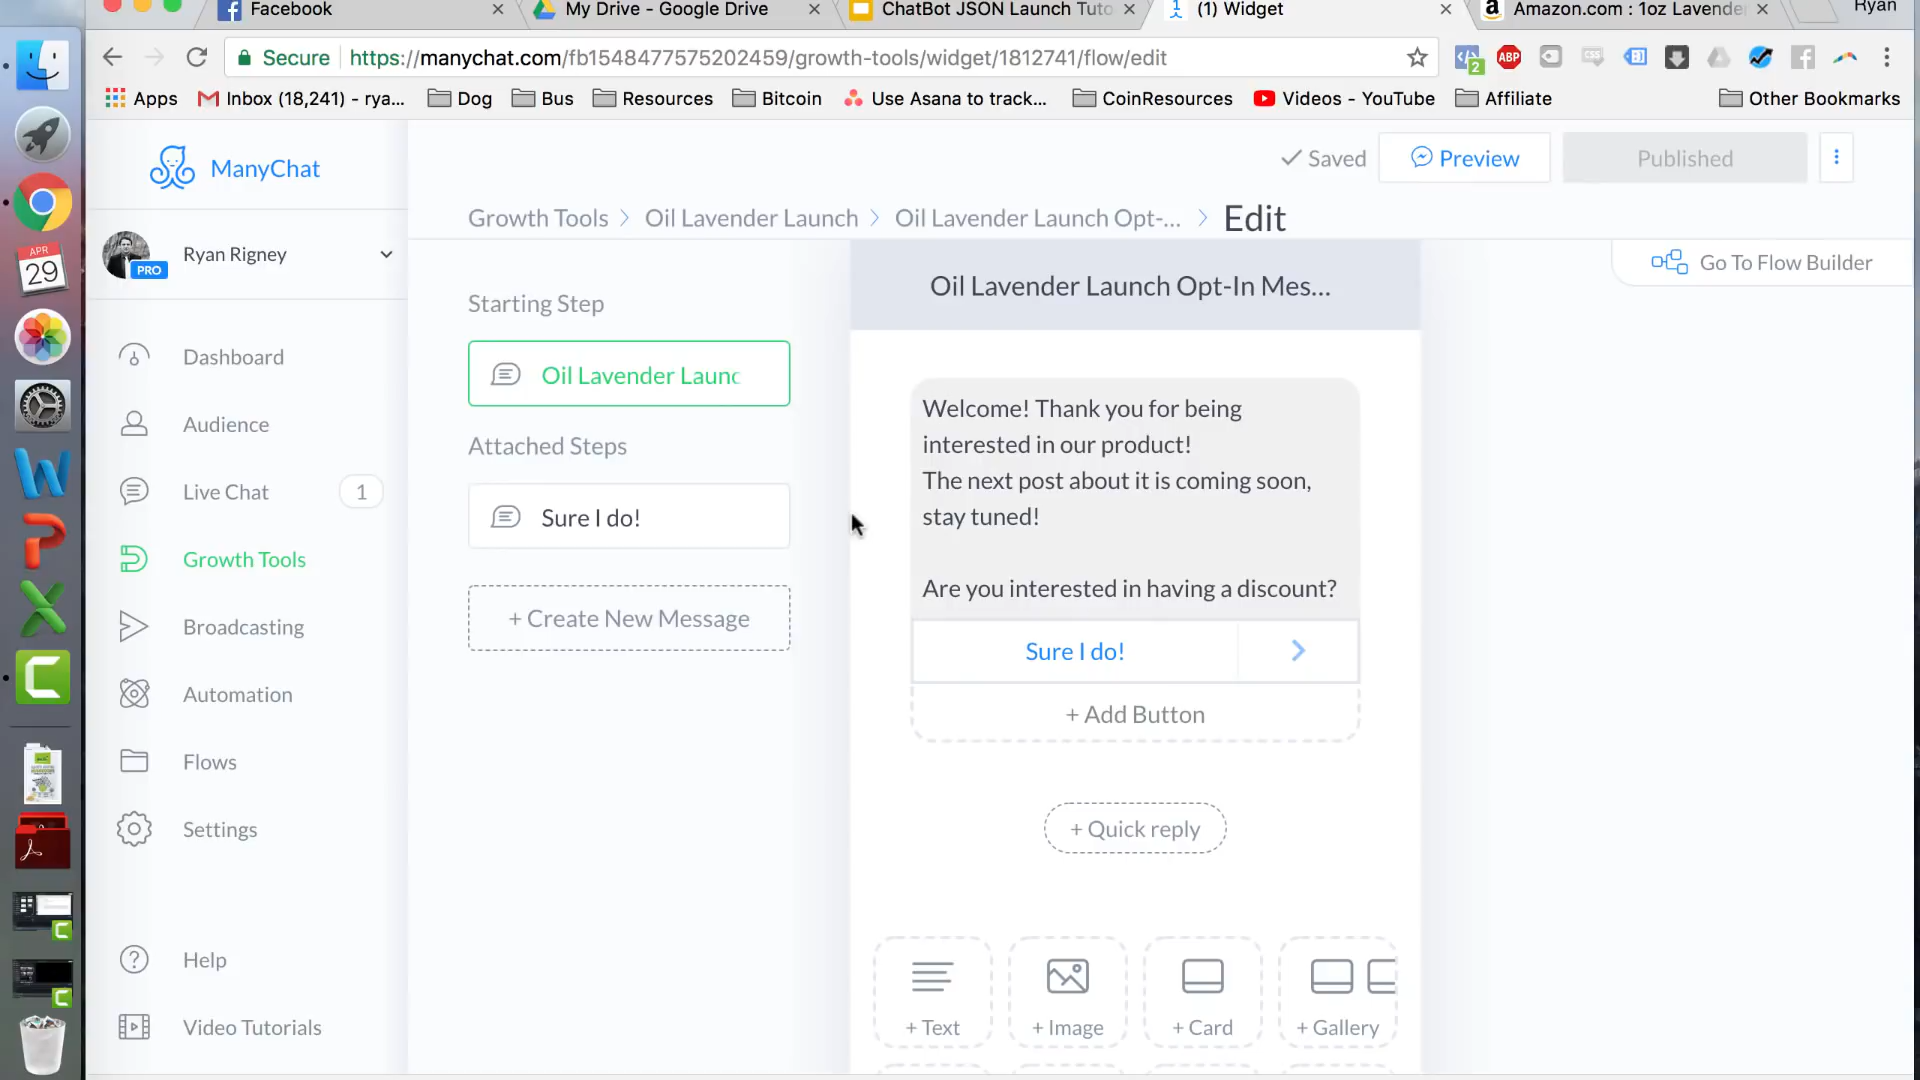 Facebook
My Drive - Google Drive
ChatBot JSON Launch Tuto
(1) Widget
Amazon.com : 1oz Lavende
Ryan
Secure
https://manychat.com/fb1548477575202459/growth-tools/widget/1812741/flow/edit
2
ABP
Apps
Inbox (18,241) - rya...
Dog
Bus
Resources
Bitcoin
Use Asana to track...
CoinResources
Videos - YouTube
Affiliate
Other Bookmarks
ManyChat
Saved
Preview
Published
Growth Tools
Oil Lavender Launch
Oil Lavender Launch Opt-...
Edit
Ryan Rigney
PRO
APR
29
Go To Flow Builder
Starting Step
Oil Lavender Launc
Attached Steps
Sure I do!
+ Create New Message
Oil Lavender Launch Opt-In Mes...
Welcome! Thank you for being
interested in our product!
The next post about it is coming soon,
stay tuned!
Are you interested in having a discount?
Sure I do!
+ Add Button
+ Quick reply
+ Text
+ Image
+ Card
+ Gallery
Dashboard
Audience
Live Chat
1
Growth Tools
Broadcasting
Automation
Flows
Settings
Help
Video Tutorials